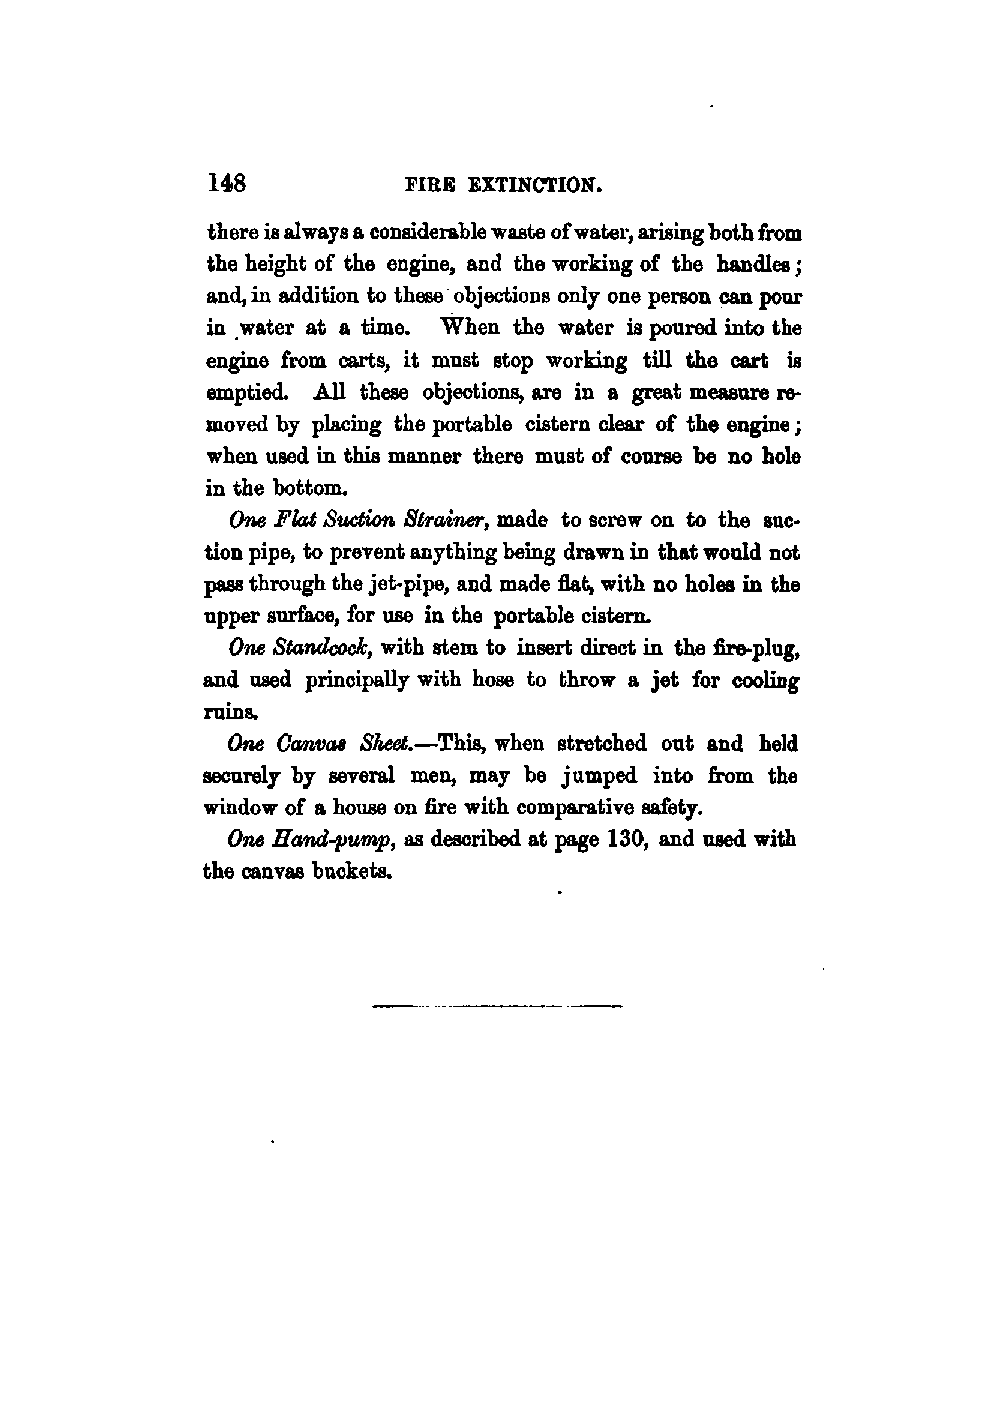 148 FIRE EXTINCTION.
there is always a considerable waste of water, arising both from
the height of the engine, and the working of the handles;
and, in addition to these objections only one person can pour
in water at a time. When the water is poured into the
engine from carts, it must stop working till the cart is
emptied. All these objections, are in a great measure re-
moved by placing the portable cistern clear of the engine;
when used in this manner there must of course be no hole
in the bottom.
One Flat Suction Strainer, made to screw on to the suc-
tion pipe, to prevent anything being drawn in that would not
pass through the jet-pipe, and made flat, with no holes in the
upper surface, for use in the portable cistern.
One Standcock, with stem to insert direct in the fire-plug,
and used principally with hose to throw a jet for cooling
ruins.
One Canvas Sheet.—This, when stretched out and held
securely by several men, may be jumped into from the
window of a house on fire with comparative safety.
One Hand-pump, as described at page 130, and used with
the canvas buckets.